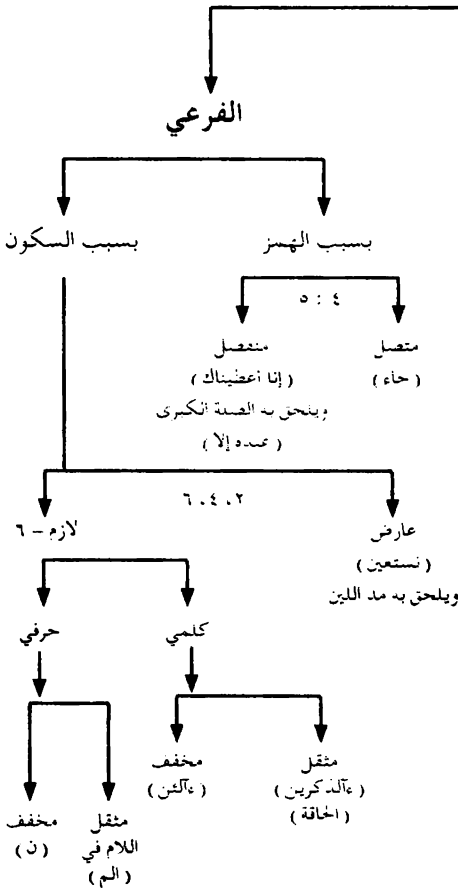 الفرعي
بسبب الهمز
بسبب السكون
٤ : ٥
متصل
(جاء)
منفصل
(إنا أعطيناك)
ويلحق به الصلة الكبرى
(عنده إلا)
٢، ٤، ٦
عارض
(نستعين)
ويلحق به مد اللين
لازم - ٦
كلمي
حرفي
مثقل
(ءآلذكرين)
(الحاقة)
مخفف
(ءآلئن)
مثقل
اللام في
(الم)
مخفف
(ن)